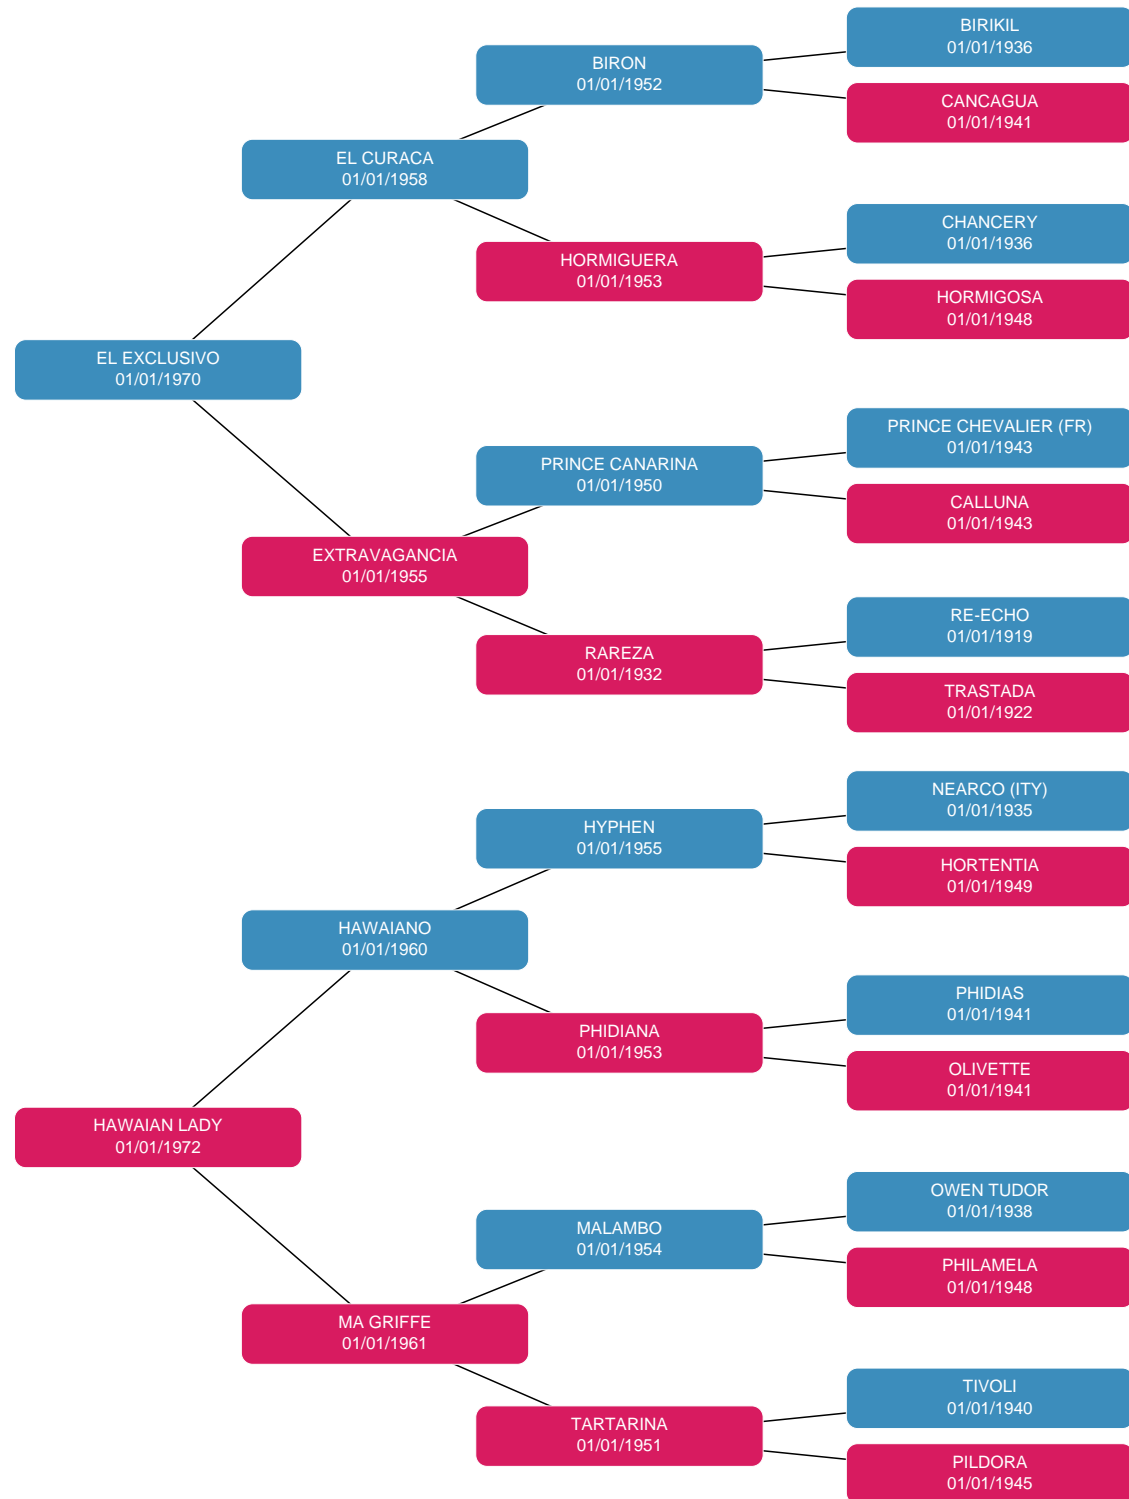 BIRIKIL
01/01/1936
BIRON
01/01/1952
CANCAGUA
01/01/1941
EL CURACA
01/01/1958
CHANCERY
01/01/1936
HORMIGUERA
01/01/1953
HORMIGOSA
01/01/1948
EL EXCLUSIVO
01/01/1970
PRINCE CHEVALIER (FR)
01/01/1943
PRINCE CANARINA
01/01/1950
CALLUNA
01/01/1943
EXTRAVAGANCIA
01/01/1955
RE-ECHO
01/01/1919
RAREZA
01/01/1932
TRASTADA
01/01/1922
NEARCO (ITY)
01/01/1935
HYPHEN
01/01/1955
HORTENTIA
01/01/1949
HAWAIANO
01/01/1960
PHIDIAS
01/01/1941
PHIDIANA
01/01/1953
OLIVETTE
01/01/1941
HAWAIAN LADY
01/01/1972
OWEN TUDOR
01/01/1938
MALAMBO
01/01/1954
PHILAMELA
01/01/1948
MA GRIFFE
01/01/1961
TIVOLI
01/01/1940
TARTARINA
01/01/1951
PILDORA
01/01/1945